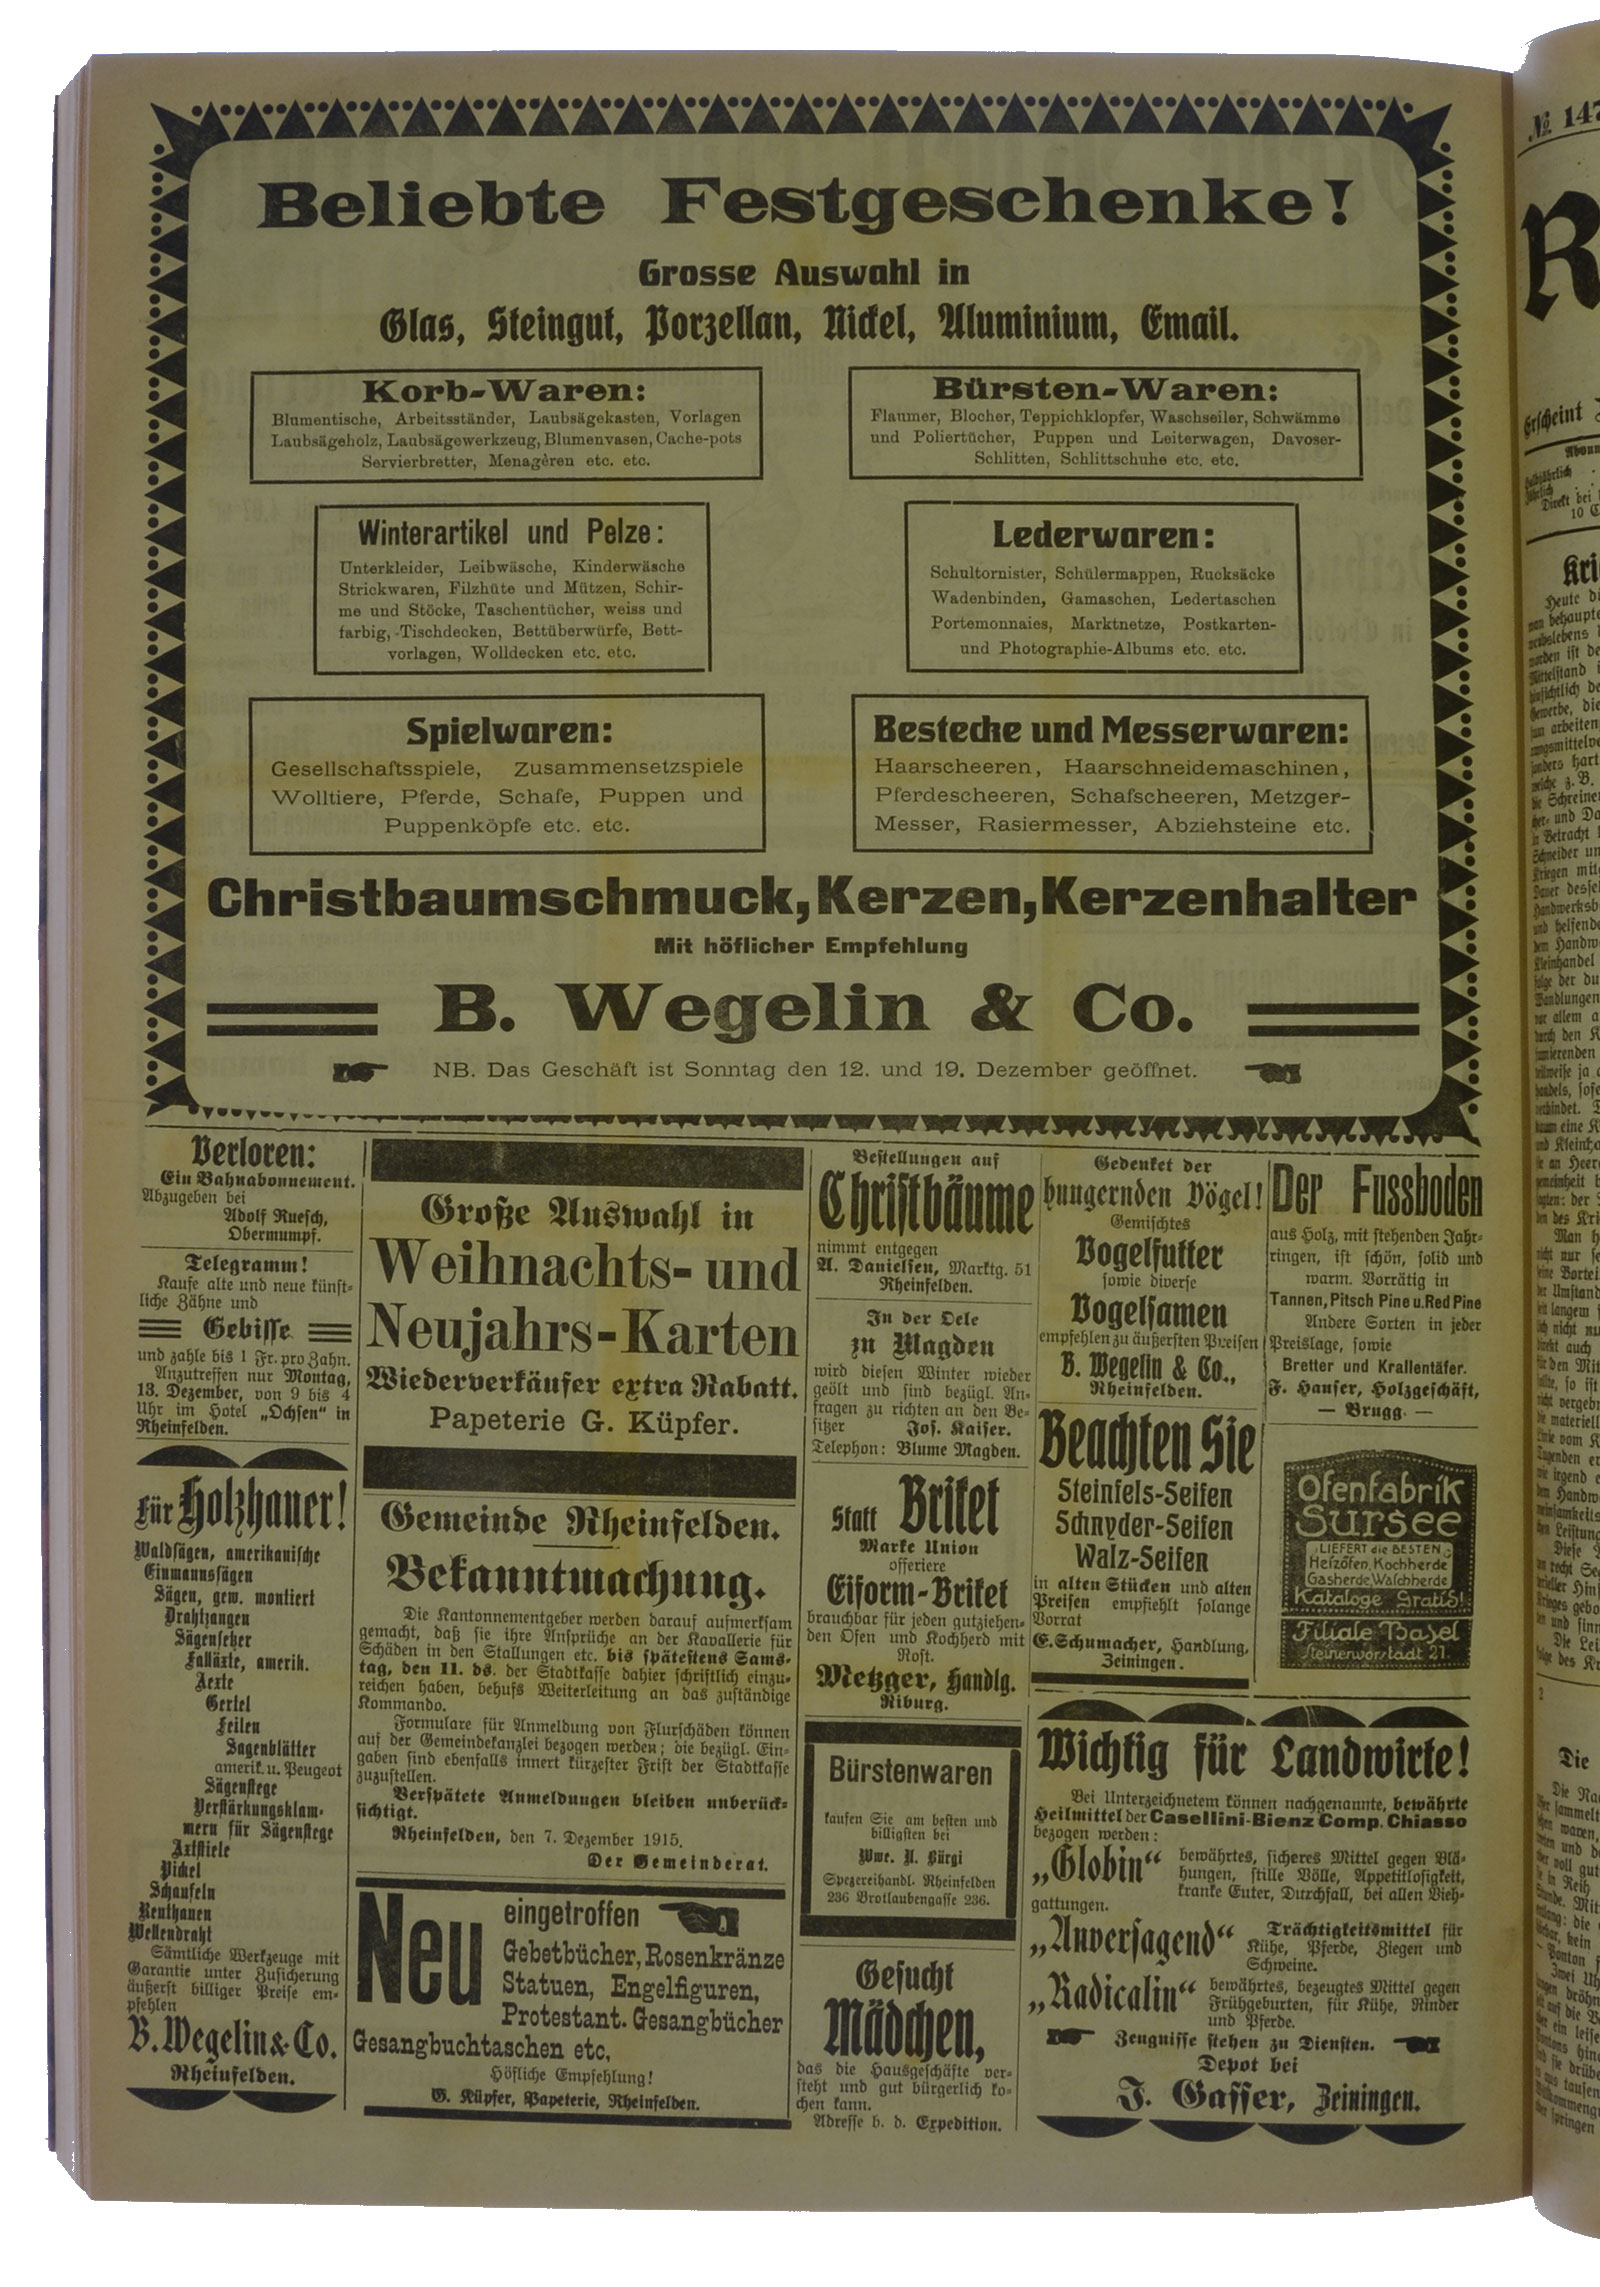 Beliebte Festgeschenke!
Grosse Auswahl in
Glas, Steingut, Porzellan, Nickel, Aluminium, Email.
Korb-Waren:
Blumentische, Arbeitsständer, Laubsägekasten, Vorlagen
Laubsägeholz, Laubsägewerkzeug, Blumenvasen, Cache-pots
Servierbretter, Menagèren etc. etc.
Bürsten-Waren:
Flaumer, Blocher, Teppichklopfer, Waschseiler, Schwämme
und Poliertücher, Puppen und Leiterwagen, Davoser-
Schlitten, Schlittschuhe etc. etc.
Winterartikel und Pelze:
Unterkleider, Leibwäsche, Kinderwäsche
Strickwaren, Filzhüte und Mützen, Schir-
me und Stöcke, Taschentücher, weiss und
farbig, Tischdecken, Bettüberwürfe, Bett-
vorlagen, Wolldecken etc. etc.
Lederwaren:
Schultornister, Schülermappen, Rucksäcke
Wadenbinden, Gamaschen, Ledertaschen
Portemonnaies, Marktnetze, Postkarten-
und Photographie-Albums etc. etc.
Spielwaren:
Gesellschaftsspiele, Zusammensetzspiele
Wolltiere, Pferde, Schafe, Puppen und
Puppenköpfe etc. etc.
Bestecke und Messerwaren:
Haarscheeren, Haarschneidemaschinen,
Pferdescheeren, Schafscheeren, Metzger-
Messer, Rasiermesser, Abziehsteine etc.
Christbaumschmuck, Kerzen, Kerzenhalter
Mit höflicher Empfehlung
B. Wegelin & Co.
NB. Das Geschäft ist Sonntag den 12. und 19. Dezember geöffnet.
Verloren:
Ein Bahnabonnement.
Abzugeben bei
Adolf Ruesch,
Obermumpf.
Telegramm!
Kaufe alte und neue künst-
liche Zähne und
Gebisse
und zahle bis 1 Fr. pro Zahn.
Anzutreffen nur Montag,
13. Dezember, von 9 bis 4
Uhr im Hotel „Ochsen“ in
Rheinfelden.
Für Holzhauer!
Waldsägen, amerikanische
Einmannssägen
Sägen, gew. montiert
Drahtzangen
Sägensetzer
Falläxte, amerik.
Aexte
Gertel
Feilen
Sägenblätter
amerik. u. Peugeot
Sägenstege
Verstärkungsklam-
mern für Sägenstege
Axtstiele
Pickel
Schaufeln
Reuthauen
Wellendraht
Sämtliche Werkzeuge mit
Garantie unter Zusicherung
äußerst billiger Preise em-
pfehlen
B. Wegelin & Co.
Rheinfelden.
Große Auswahl in
Weihnachts- und
Neujahrs-Karten
Wiederverkäufer extra Rabatt.
Papeterie G. Küpfer.
Gemeinde Rheinfelden.
Bekanntmachung.
Die Kantonnementgeber werden darauf aufmerksam
gemacht, daß sie ihre Ansprüche an der Kavallerie für
Schäden in den Stallungen etc. bis spätestens Sams-
tag, den 11. ds. der Stadtkasse dahier schriftlich einzu-
reichen haben, behufs Weiterleitung an das zuständige
Kommando.
Formulare für Anmeldung von Flurschäden können
auf der Gemeindekanzlei bezogen werden; die bezügl. Ein-
gaben sind ebenfalls innert kürzester Frist der Stadtkasse
zuzustellen.
Verspätete Anmeldungen bleiben unberück-
sichtigt.
Rheinfelden, den 7. Dezember 1915.
Der Gemeinderat.
Neu eingetroffen
Gebetbücher, Rosenkränze
Statuen, Engelfiguren,
Protestant. Gesangbücher
Gesangbuchtaschen etc,
Höfliche Empfehlung!
G. Küpfer, Papeterie, Rheinfelden.
Bestellungen auf
Christbäume
nimmt entgegen
A. Danielsen, Marktg. 51
Rheinfelden.
In der Oele
zu Magden
wird diesen Winter wieder
geölt und sind bezügl. An-
fragen zu richten an den Be-
sitzer Jos. Kaiser.
Telephon: Blume Magden.
Statt Briket
Marke Union
offeriere
Eiform-Briket
brauchbar für jeden gutziehen-
den Ofen und Kochherd mit
Rost.
Metzger, Handlg.
Riburg.
Bürstenwaren
kaufen Sie am besten und
billigsten bei
Wwe. A. Bürgi
Spezereihandl. Rheinfelden
236 Brotlaubengasse 236.
Gesucht
Mädchen,
das die Hausgeschäfte ver-
steht und gut bürgerlich ko-
chen kann.
Adresse b. d. Expedition.
Gedenket der
hungernden Vögel!
Gemischtes
Vogelfutter
sowie diverse
Vogelsamen
empfehlen zu äußersten Preisen
B. Wegelin & Co.,
Rheinfelden.
Beachten Sie
Steinfels-Seifen
Schnyder-Seifen
Walz-Seifen
in alten Stücken und alten
Preisen empfiehlt solange
Vorrat
E. Schumacher, Handlung,
Zeiningen.
Der Fussboden
aus Holz, mit stehenden Jahr-
ringen, ist schön, solid und
warm. Vorrätig in
Tannen, Pitsch Pine u. Red Pine
Andere Sorten in jeder
Preislage, sowie
Bretter und Krallentäfer.
F. Hauser, Holzgeschäft,
— Brugg. —
Ofenfabrik
Sursee
LIEFERT die BESTEN
Heizöfen, Kochherde
Gasherde, Waschherde
Kataloge Gratis!
Filiale Basel
Steinenvorstadt 21.
Wichtig für Landwirte!
Bei Unterzeichnetem können nachgenannte, bewährte
Heilmittel der Casellini-Bienz Comp. Chiasso
bezogen werden:
„Globin“ bewährtes, sicheres Mittel gegen Blä-
hungen, stille Völle, Appetitlosigkeit,
kranke Euter, Durchfall, bei allen Vieh-
gattungen.
„Anversagend“ Trächtigkeitsmittel für
Kühe, Pferde, Ziegen und
Schweine.
„Radicalin“ bewährtes, bezeugtes Mittel gegen
Frühgeburten, für Kühe, Rinder
und Pferde.
Zeugnisse stehen zu Diensten.
Depot bei
J. Gasser, Zeiningen.
№ 147
Erscheint